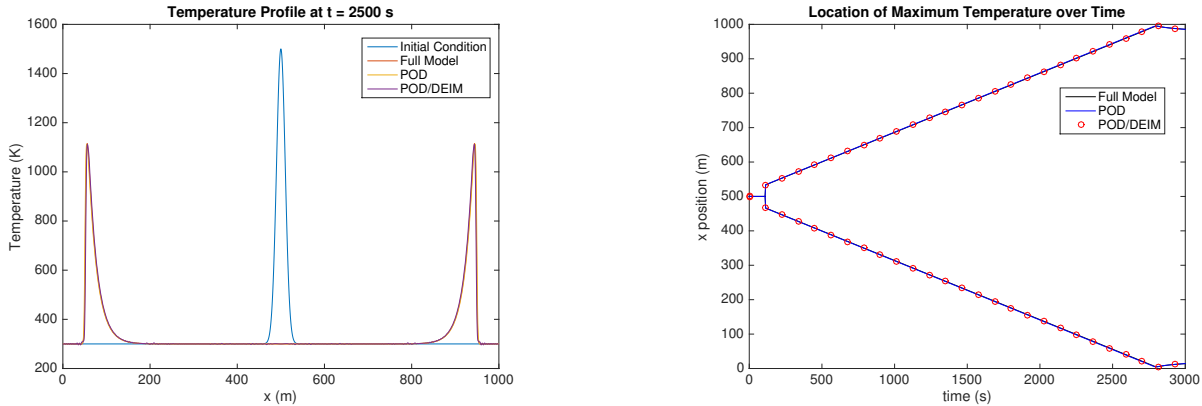 Temperature Profile at t = 2500 s
1600
1400
1200
1000
800
600
400
200
Temperature (K)
Initial Condition
Full Model
POD
POD/DEIM
0 200 400 600 800 1000
x (m)
Location of Maximum Temperature over Time
1000
900
800
700
600
500
400
300
200
100
0
x position (m)
Full Model
POD
POD/DEIM
0 500 1000 1500 2000 2500 3000
time (s)